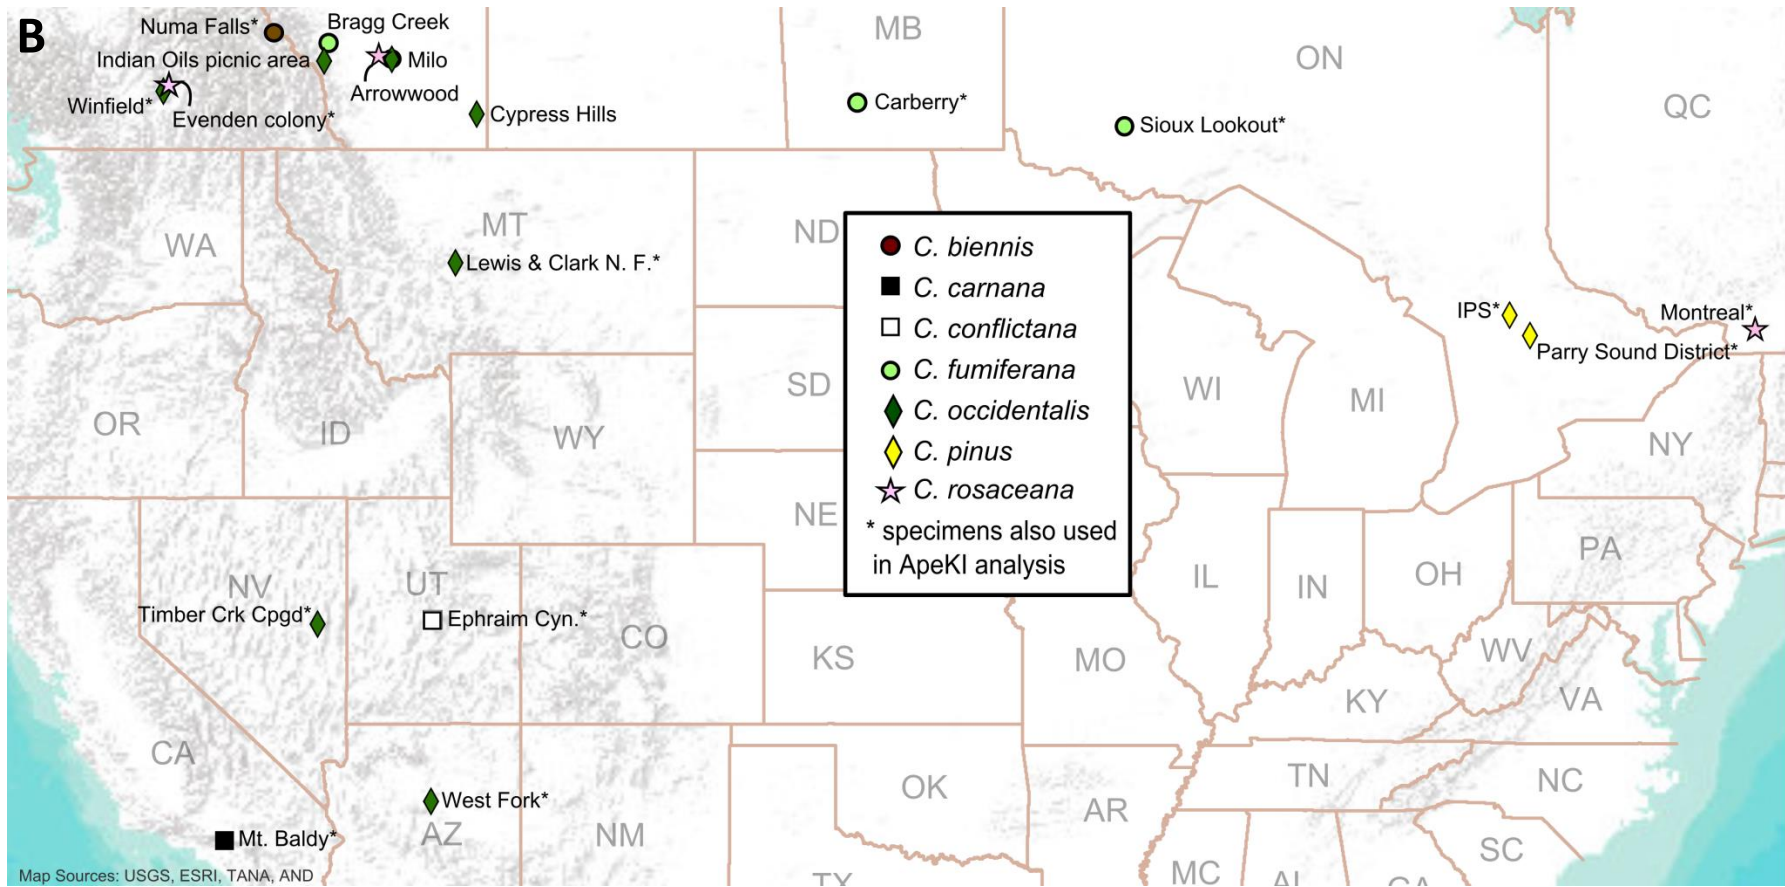 B
Numa Falls*
Bragg Creek
Indian Oils picnic area
Milo
Arrowwood
Winfield*
Evenden colony*
Cypress Hills
MB
Carberry*
ON
Sioux Lookout*
QC
WA
MT
ND
Lewis & Clark N. F.*
C. biennis
C. carnana
C. conflictana
C. fumiferana
C. occidentalis
C. pinus
C. rosaceana
* specimens also used
in ApeKI analysis
IPS*
Montreal*
Parry Sound District*
OR
ID
WY
SD
WI
MI
NY
NE
PA
NV
UT
IL
IN
OH
Timber Crk Cpgd*
Ephraim Cyn.*
CO
KS
MO
WV
KY
VA
CA
West Fork*
AZ
NM
OK
AR
TN
NC
Mt. Baldy*
SC
MC
AL
GA
TX
Map Sources: USGS, ESRI, TANA, AND